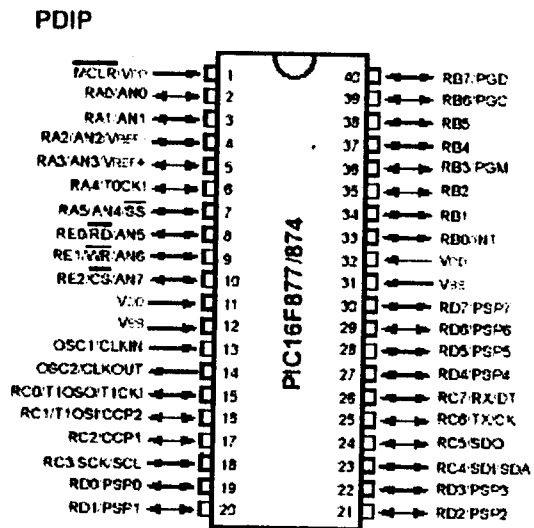 PDIP
MCLR/VPP 1
RA0/AN0 2
RA1/AN1 3
RA2/AN2/VREF- 4
RA3/AN3/VREF+ 5
RA4/T0CKI 6
RA5/AN4/SS 7
RE0/RD/AN5 8
RE1/WR/AN6 9
RE2/CS/AN7 10
VDD 11
VSS 12
OSC1/CLKIN 13
OSC2/CLKOUT 14
RC0/T1OSO/T1CKI 15
RC1/T1OSI/CCP2 16
RC2/CCP1 17
RC3/SCK/SCL 18
RD0/PSP0 19
RD1/PSP1 20
PIC16F877/874
40 RB7/PGD
39 RB6/PGC
38 RB5
37 RB4
36 RB3/PGM
35 RB2
34 RB1
33 RB0/INT
32 VDD
31 VSS
30 RD7/PSP7
29 RD6/PSP6
28 RD5/PSP5
27 RD4/PSP4
26 RC7/RX/DT
25 RC6/TX/CK
24 RC5/SDO
23 RC4/SDI/SDA
22 RD3/PSP3
21 RD2/PSP2